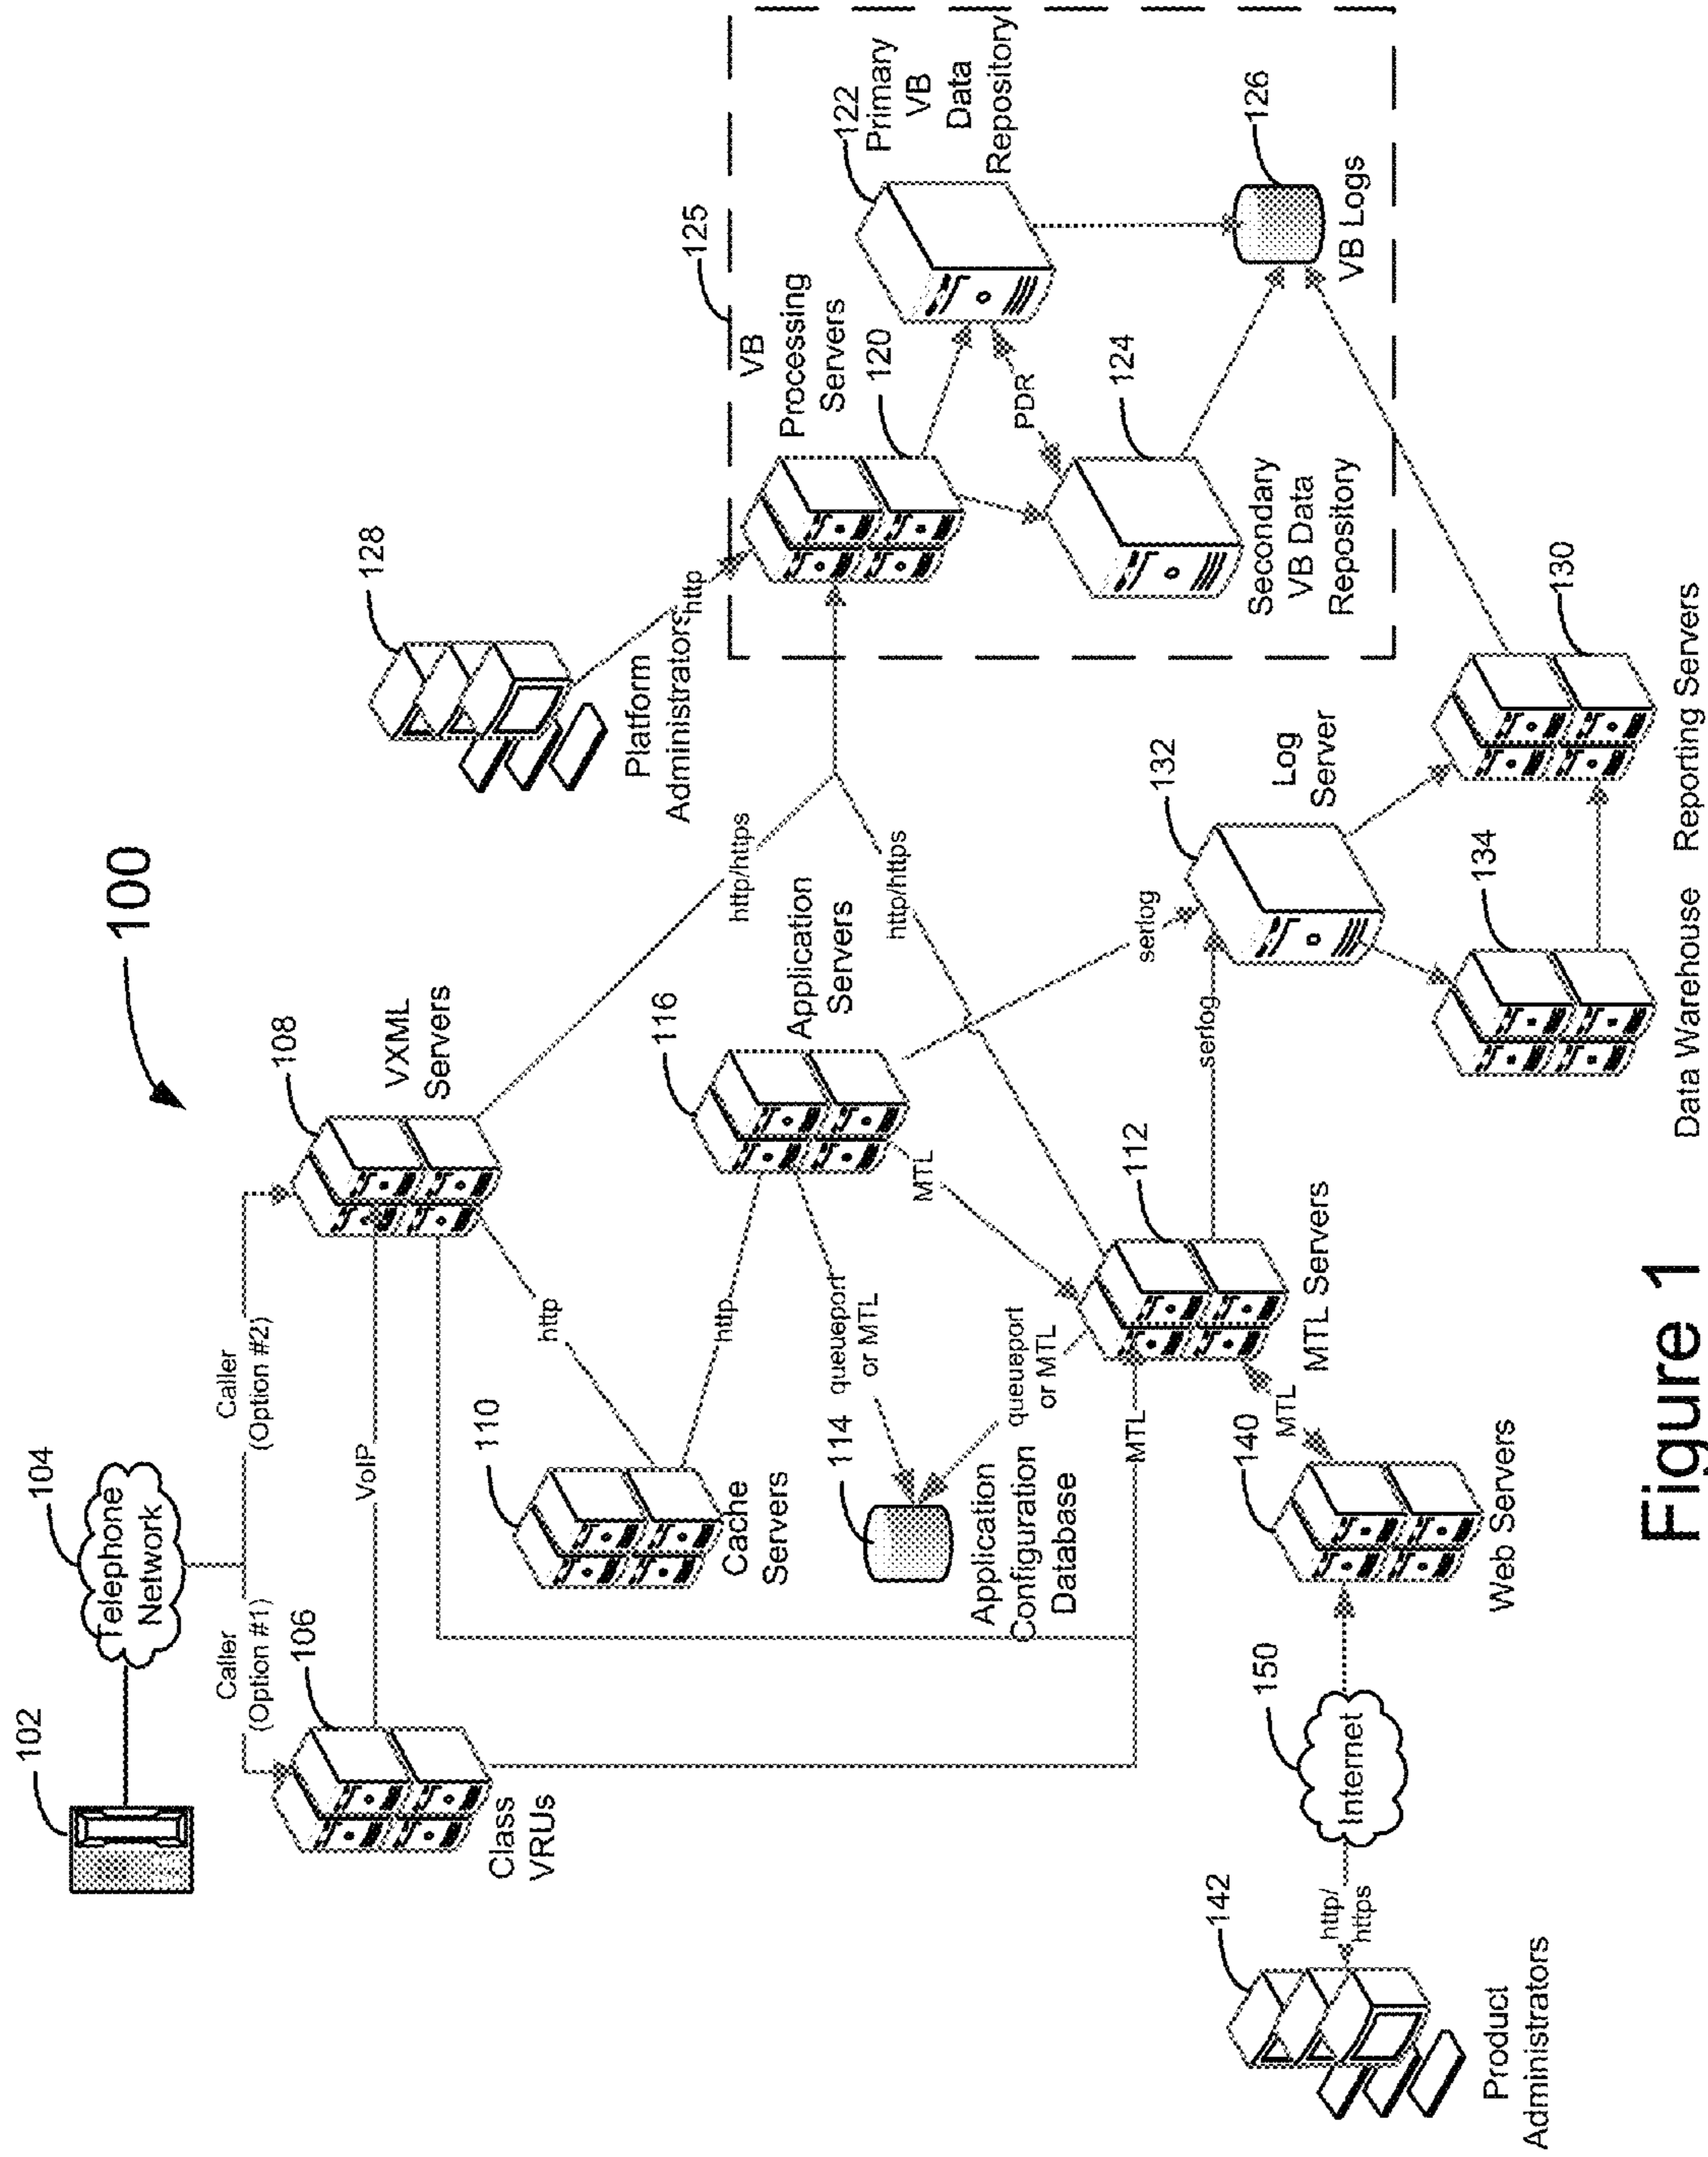 100
102
104
Telephone
Network
Caller
(Option #1)
Caller
(Option #2)
106
Class
VRUs
VoIP
108
VXML
Servers
128
Platform
Administrators
http
http/https
http/https
125
VB
Processing
Servers
120
122
Primary
VB
Data
Repository
PDR
124
Secondary
VB Data
Repository
126
VB Logs
110
Cache
Servers
http
http
116
Application
Servers
114
Application
Configuration
Database
queueport
or MTL
queueport
or MTL
MTL
MTL
112
MTL Servers
serlog
serlog
132
Log
Server
134
Data Warehouse
130
Reporting Servers
142
Product
Administrators
http/
https
150
Internet
140
Web Servers
MTL
Figure 1